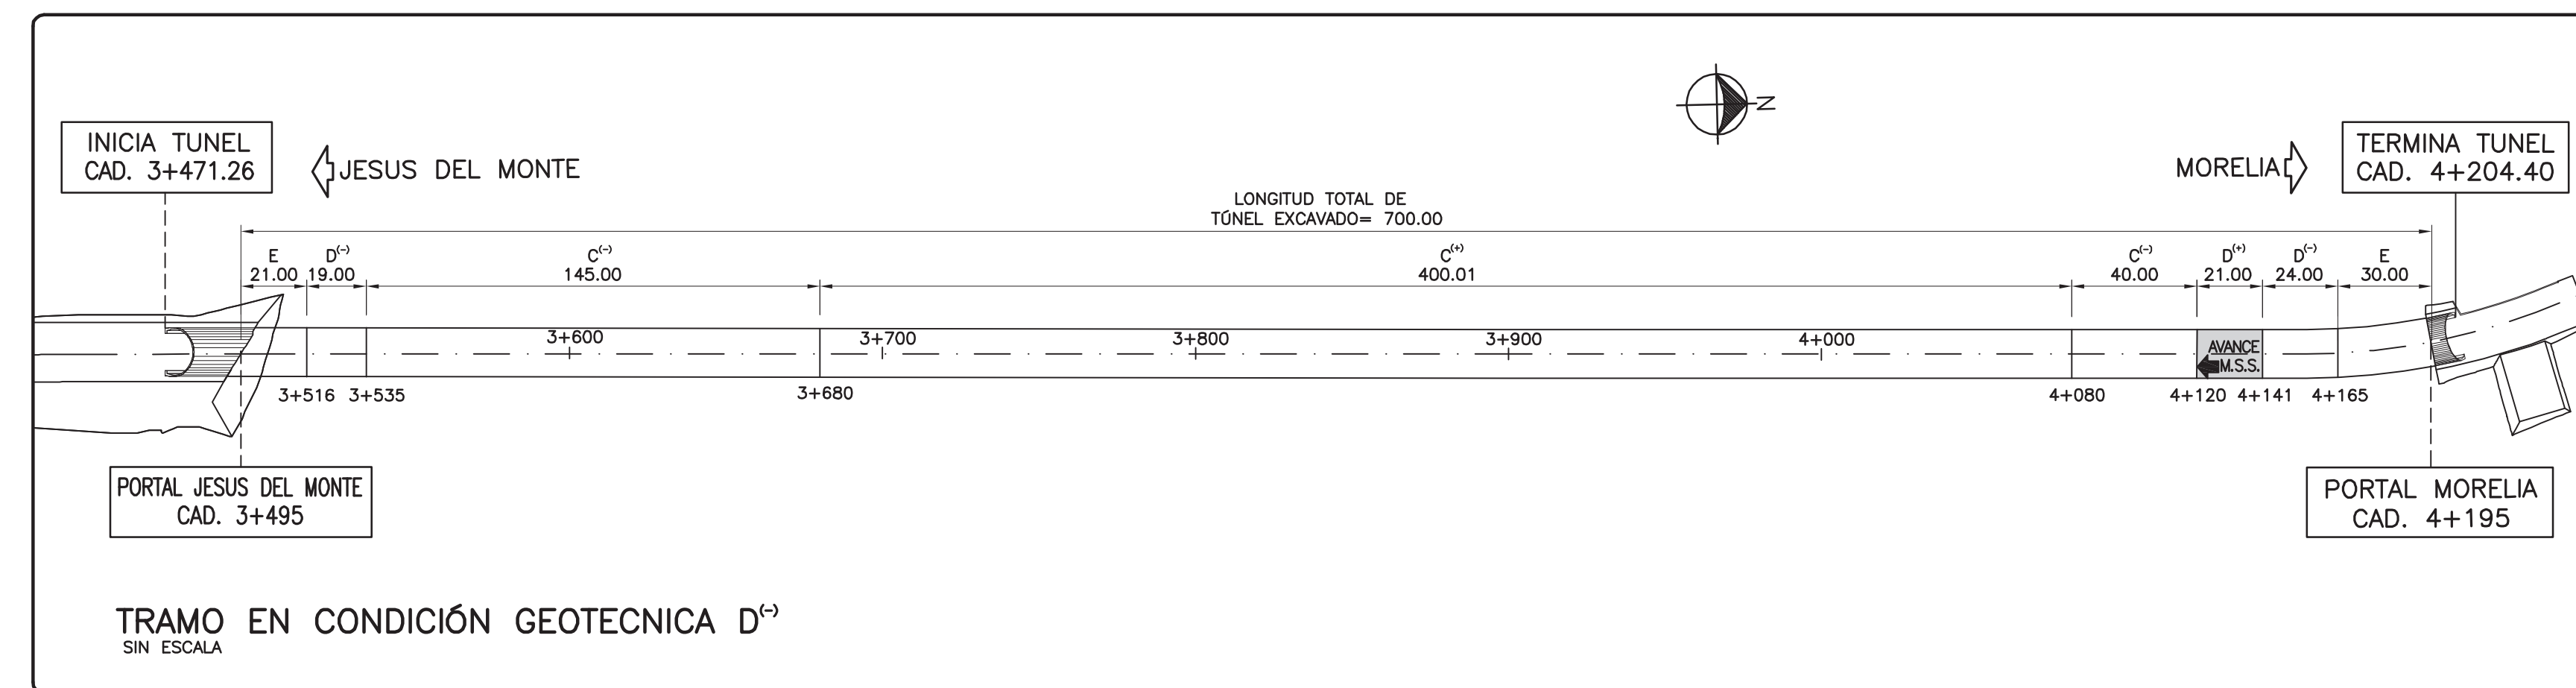 N
INICIA TUNEL
CAD. 3+471.26
JESUS DEL MONTE
MORELIA
TERMINA TUNEL
CAD. 4+204.40
LONGITUD TOTAL DE
TÚNEL EXCAVADO= 700.00
E D(-) C(-) C(+) C(-) D(+) D(-) E
21.00 19.00 145.00 400.01 40.00 21.00 24.00 30.00
3+600 3+700 3+800 3+900 4+000
AVANCE
M.S.S.
3+516 3+535 3+680 4+080 4+120 4+141 4+165
PORTAL JESUS DEL MONTE
CAD. 3+495
PORTAL MORELIA
CAD. 4+195
TRAMO EN CONDICIÓN GEOTECNICA D(-)
SIN ESCALA